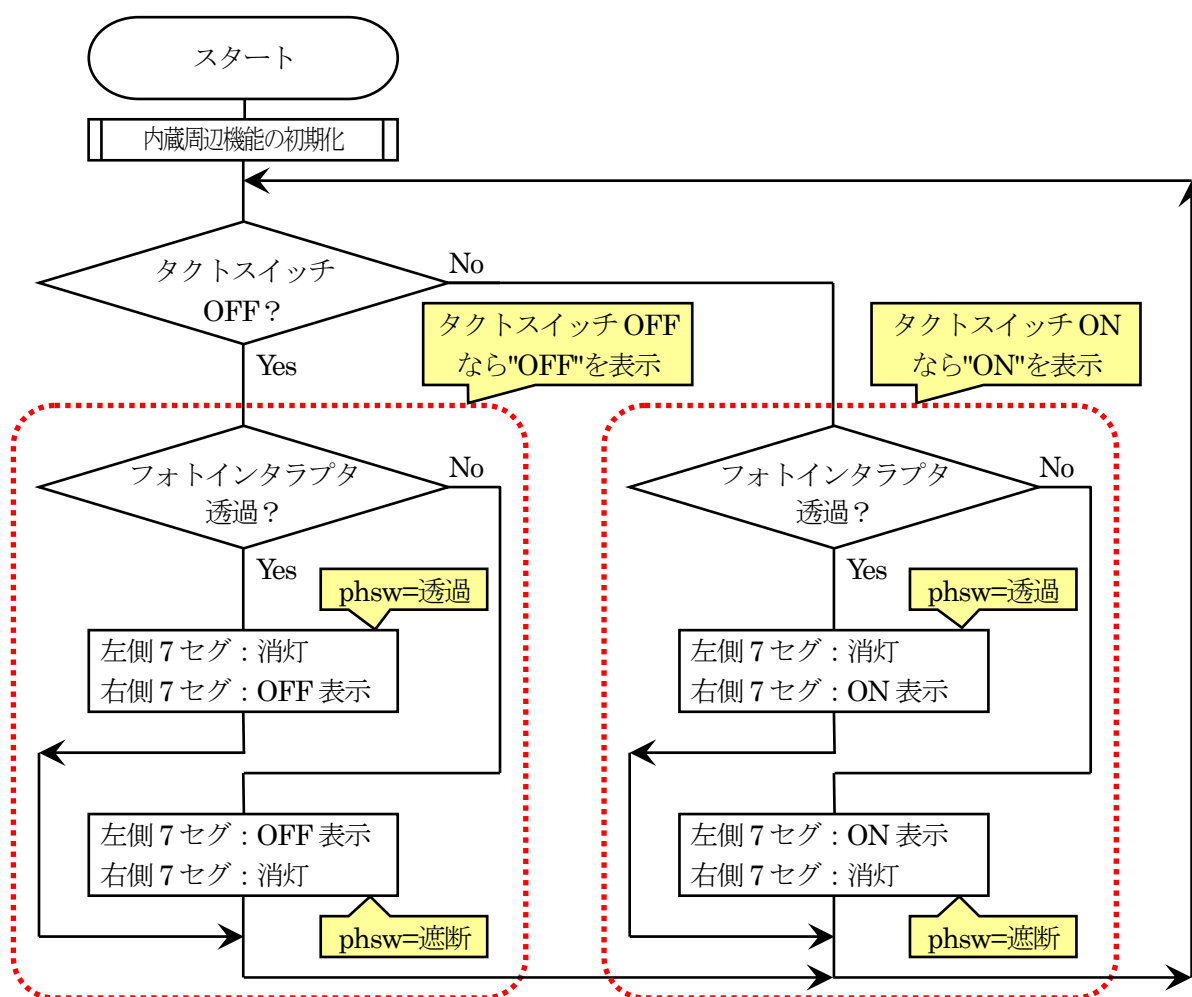 スタート
内蔵周辺機能の初期化
タクトスイッチ
OFF？
No
Yes
タクトスイッチ OFF
なら"OFF"を表示
タクトスイッチ ON
なら"ON"を表示
フォトインタラプタ
透過？
No
Yes
phsw=透過
左側 7 セグ：消灯
右側 7 セグ：OFF 表示
左側 7 セグ：OFF 表示
右側 7 セグ：消灯
phsw=遮断
フォトインタラプタ
透過？
No
Yes
phsw=透過
左側 7 セグ：消灯
右側 7 セグ：ON 表示
左側 7 セグ：ON 表示
右側 7 セグ：消灯
phsw=遮断